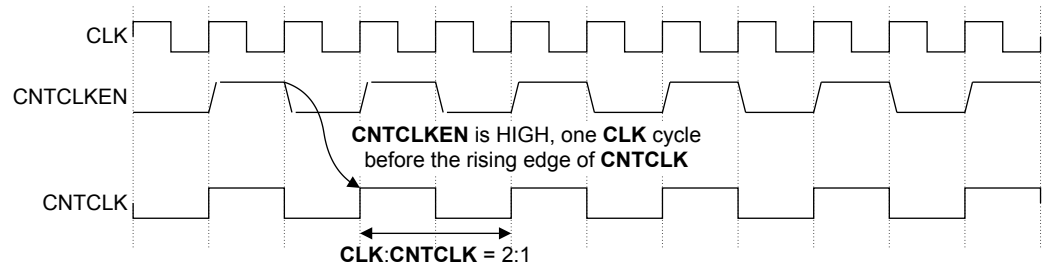 CLK
CNTCLKEN
CNTCLKEN is HIGH, one CLK cycle
before the rising edge of CNTCLK
CNTCLK
CLK:CNTCLK = 2:1